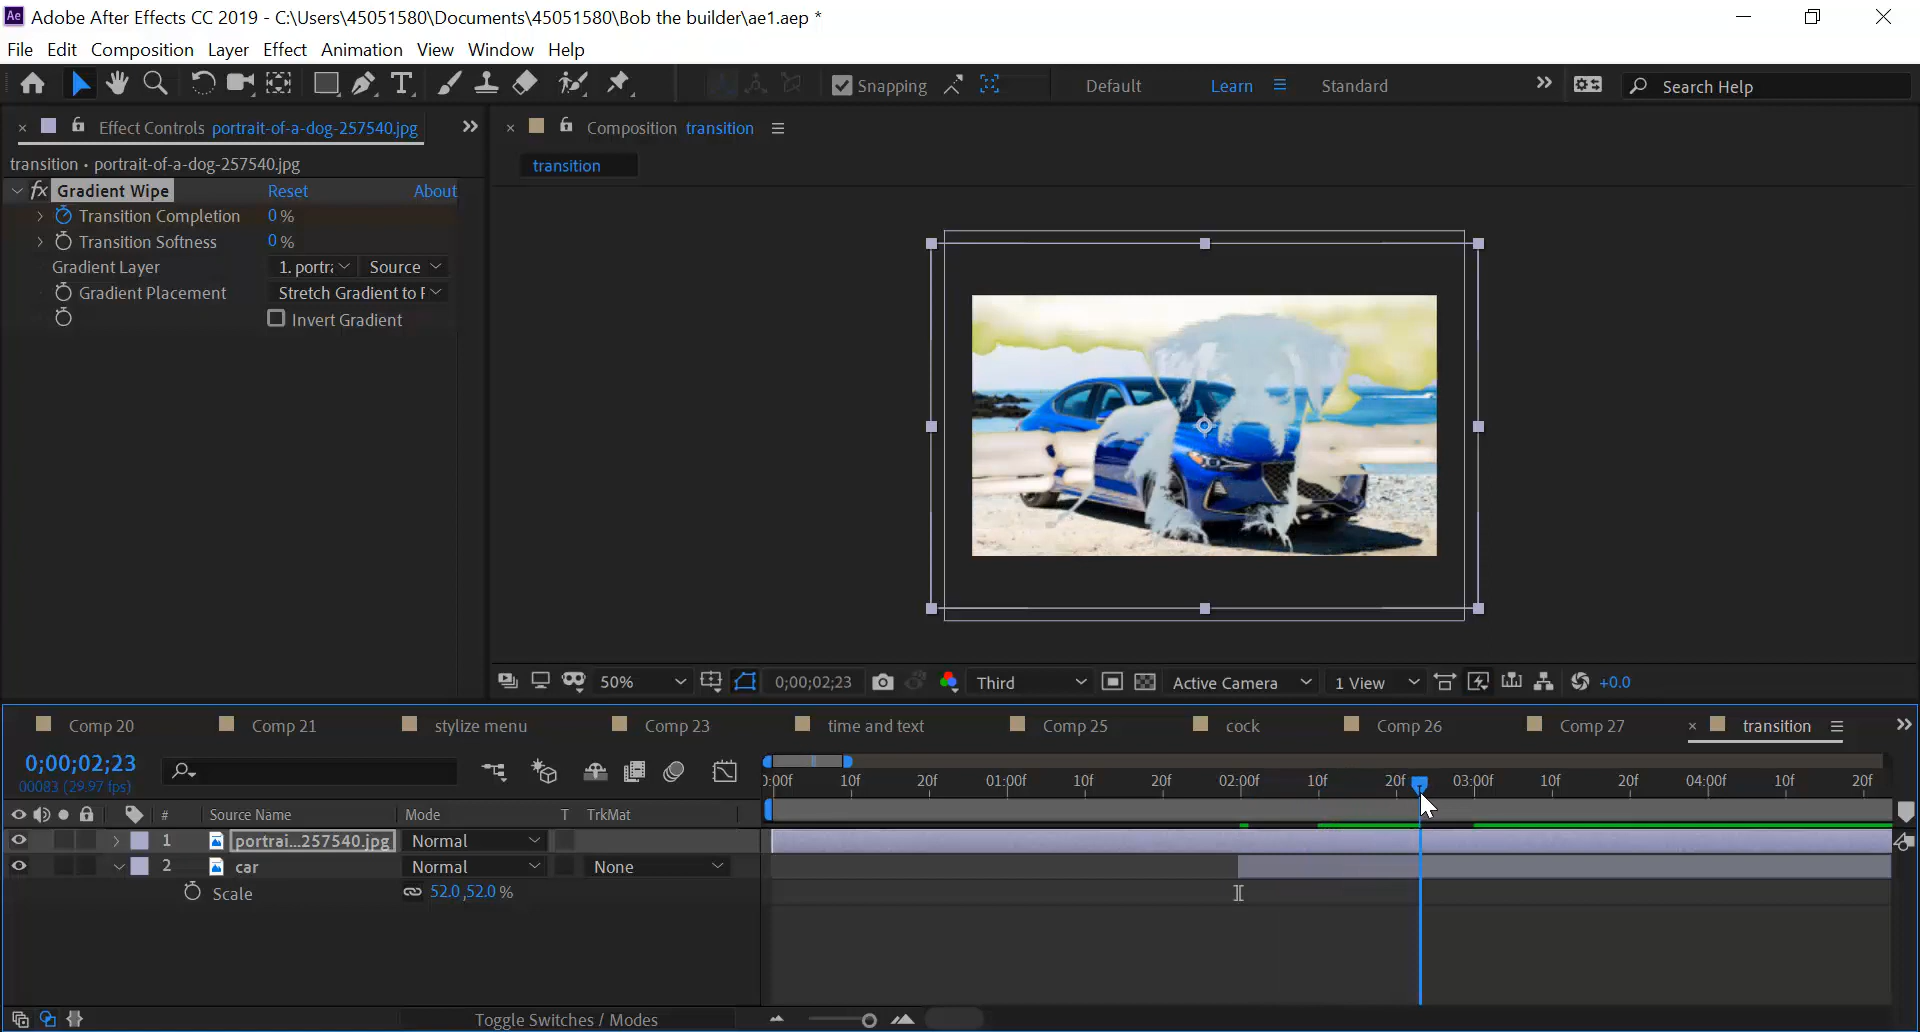 Ae Adobe After Effects CC 2019 - C:\Users\45051580\Documents\45051580\Bob the builder\ae1.aep *
File Edit Composition Layer Effect Animation View Window Help
Snapping Default Learn Standard Search Help
Effect Controls portrait-of-a-dog-257540.jpg
Composition transition
transition • portrait-of-a-dog-257540.jpg
transition
fx Gradient Wipe Reset About
Transition Completion 0 %
Transition Softness 0 %
Gradient Layer 1. portra Source
Gradient Placement Stretch Gradient to F
Invert Gradient
50% 0;00;02;23 Third Active Camera 1 View +0.0
Comp 20 Comp 21 stylize menu Comp 23 time and text Comp 25 cock Comp 26 Comp 27 transition
0;00;02;23
00083 (29.97 fps)
):00f 10f 20f 01:00f 10f 20f 02:00f 10f 20f 03:00f 10f 20f 04:00f 10f 20f
# Source Name Mode T TrkMat
1 portrai...257540.jpg Normal
2 car Normal None
Scale 52.0,52.0 %
Toggle Switches / Modes